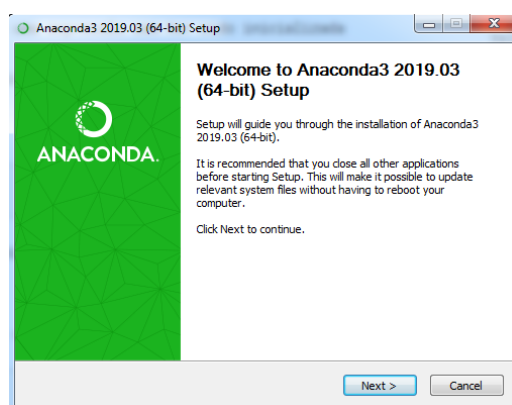 Anaconda3 2019.03 (64-bit) Setup
Welcome to Anaconda3 2019.03
(64-bit) Setup
Setup will guide you through the installation of Anaconda3
2019.03 (64-bit).
It is recommended that you close all other applications
before starting Setup. This will make it possible to update
relevant system files without having to reboot your
computer.
Click Next to continue.
ANACONDA.
Next >
Cancel